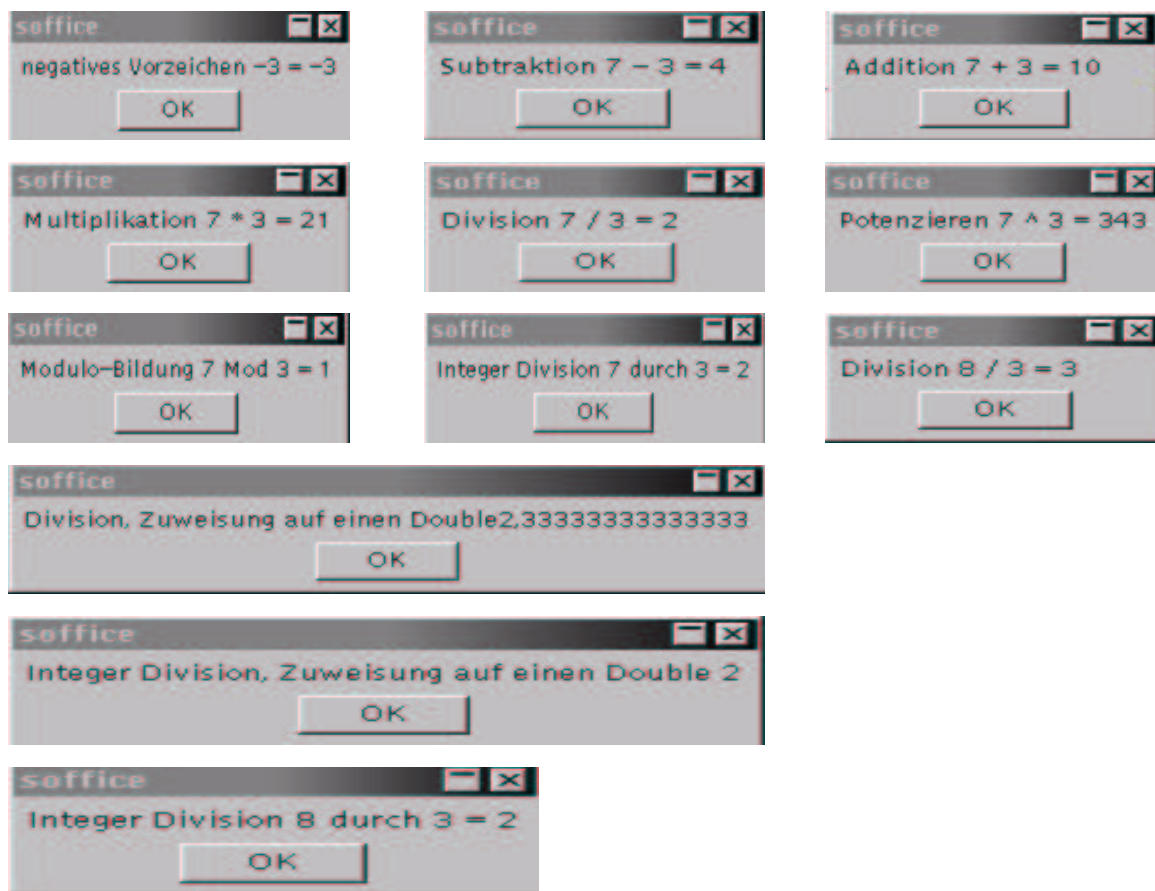 soffice
negatives Vorzeichen -3 = -3
OK
soffice
Subtraktion 7 - 3 = 4
OK
soffice
Addition 7 + 3 = 10
OK
soffice
Multiplikation 7 * 3 = 21
OK
soffice
Division 7 / 3 = 2
OK
soffice
Potenzieren 7 ^ 3 = 343
OK
soffice
Modulo-Bildung 7 Mod 3 = 1
OK
soffice
Integer Division 7 durch 3 = 2
OK
soffice
Division 8 / 3 = 3
OK
soffice
Division, Zuweisung auf einen Double2,33333333333333
OK
soffice
Integer Division, Zuweisung auf einen Double 2
OK
soffice
Integer Division 8 durch 3 = 2
OK